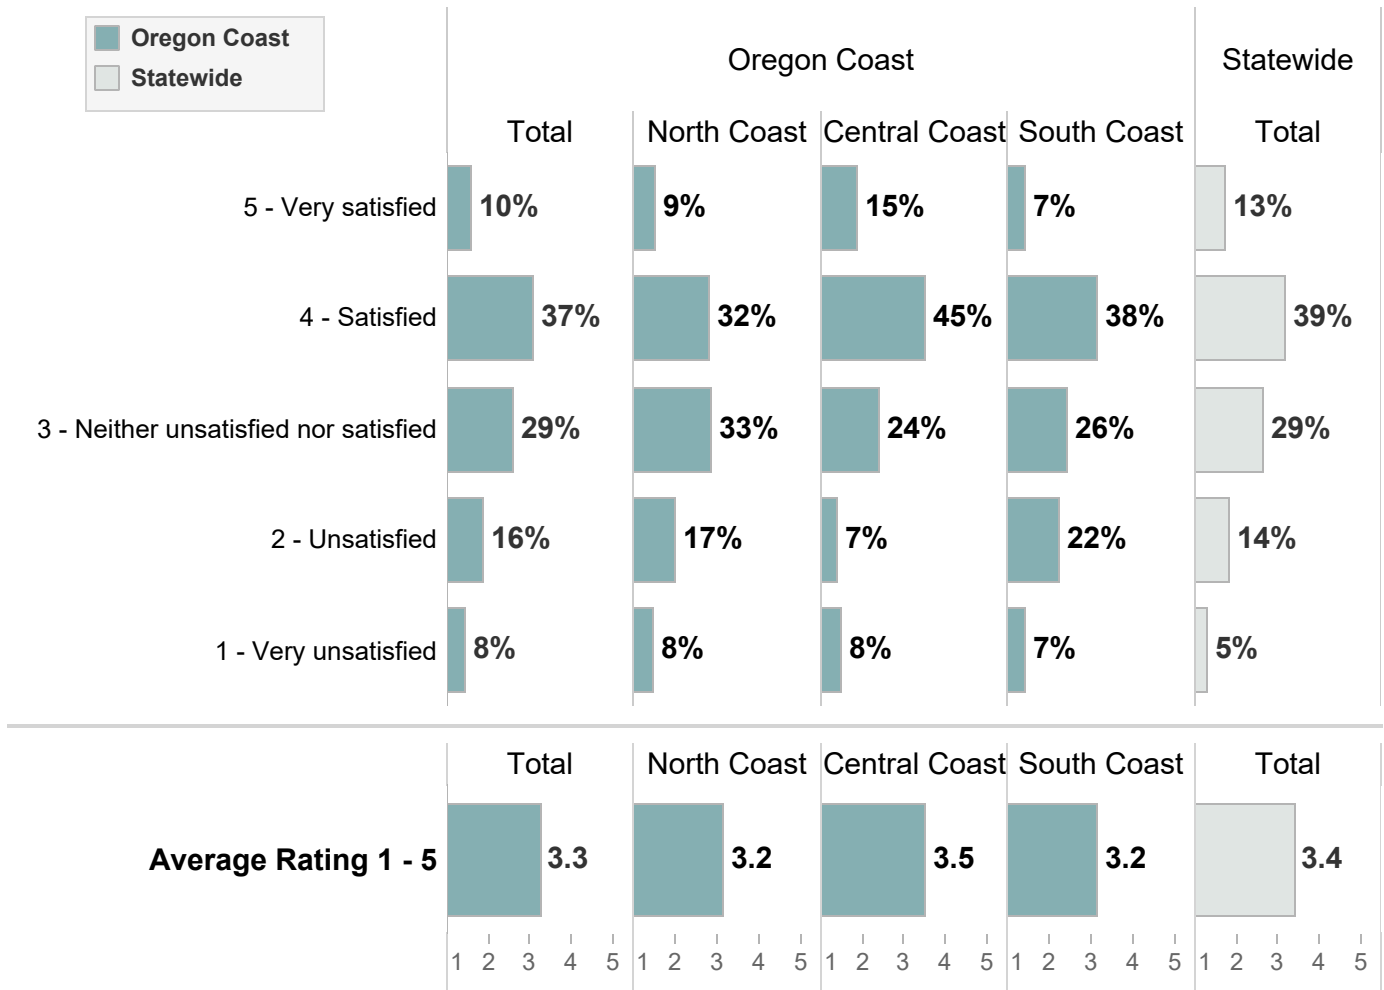 Oregon Coast
Statewide
Oregon Coast Statewide
Total North Coast Central Coast South Coast Total
5 - Very satisfied 10% 9% 15% 7% 13%
4 - Satisfied 37% 32% 45% 38% 39%
3 - Neither unsatisfied nor satisfied 29% 33% 24% 26% 29%
2 - Unsatisfied 16% 17% 7% 22% 14%
1 - Very unsatisfied 8% 8% 8% 7% 5%
Total North Coast Central Coast South Coast Total
Average Rating 1 - 5 3.3 3.2 3.5 3.2 3.4
1 2 3 4 5 1 2 3 4 5 1 2 3 4 5 1 2 3 4 5 1 2 3 4 5